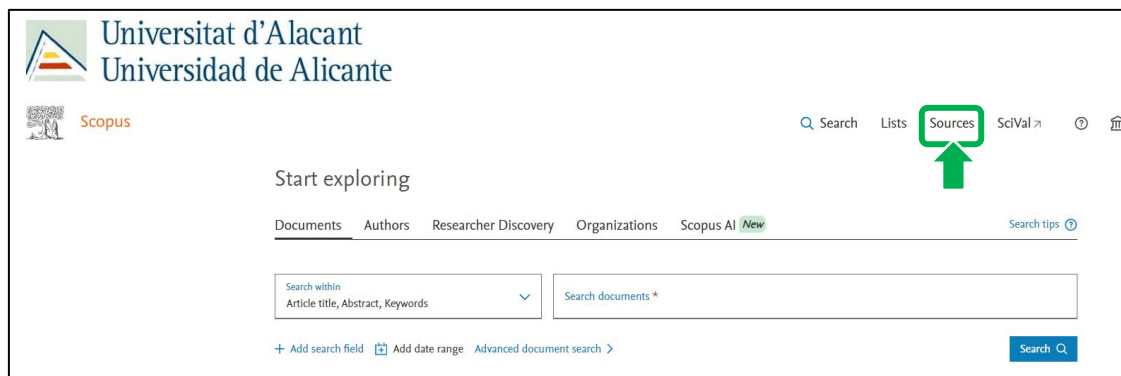 Universitat d'Alacant
Universidad de Alicante
Scopus
Search Lists Sources SciVal
Start exploring
Documents Authors Researcher Discovery Organizations Scopus AI New
Search tips
Search within
Article title, Abstract, Keywords
Search documents *
+ Add search field Add date range Advanced document search >
Search